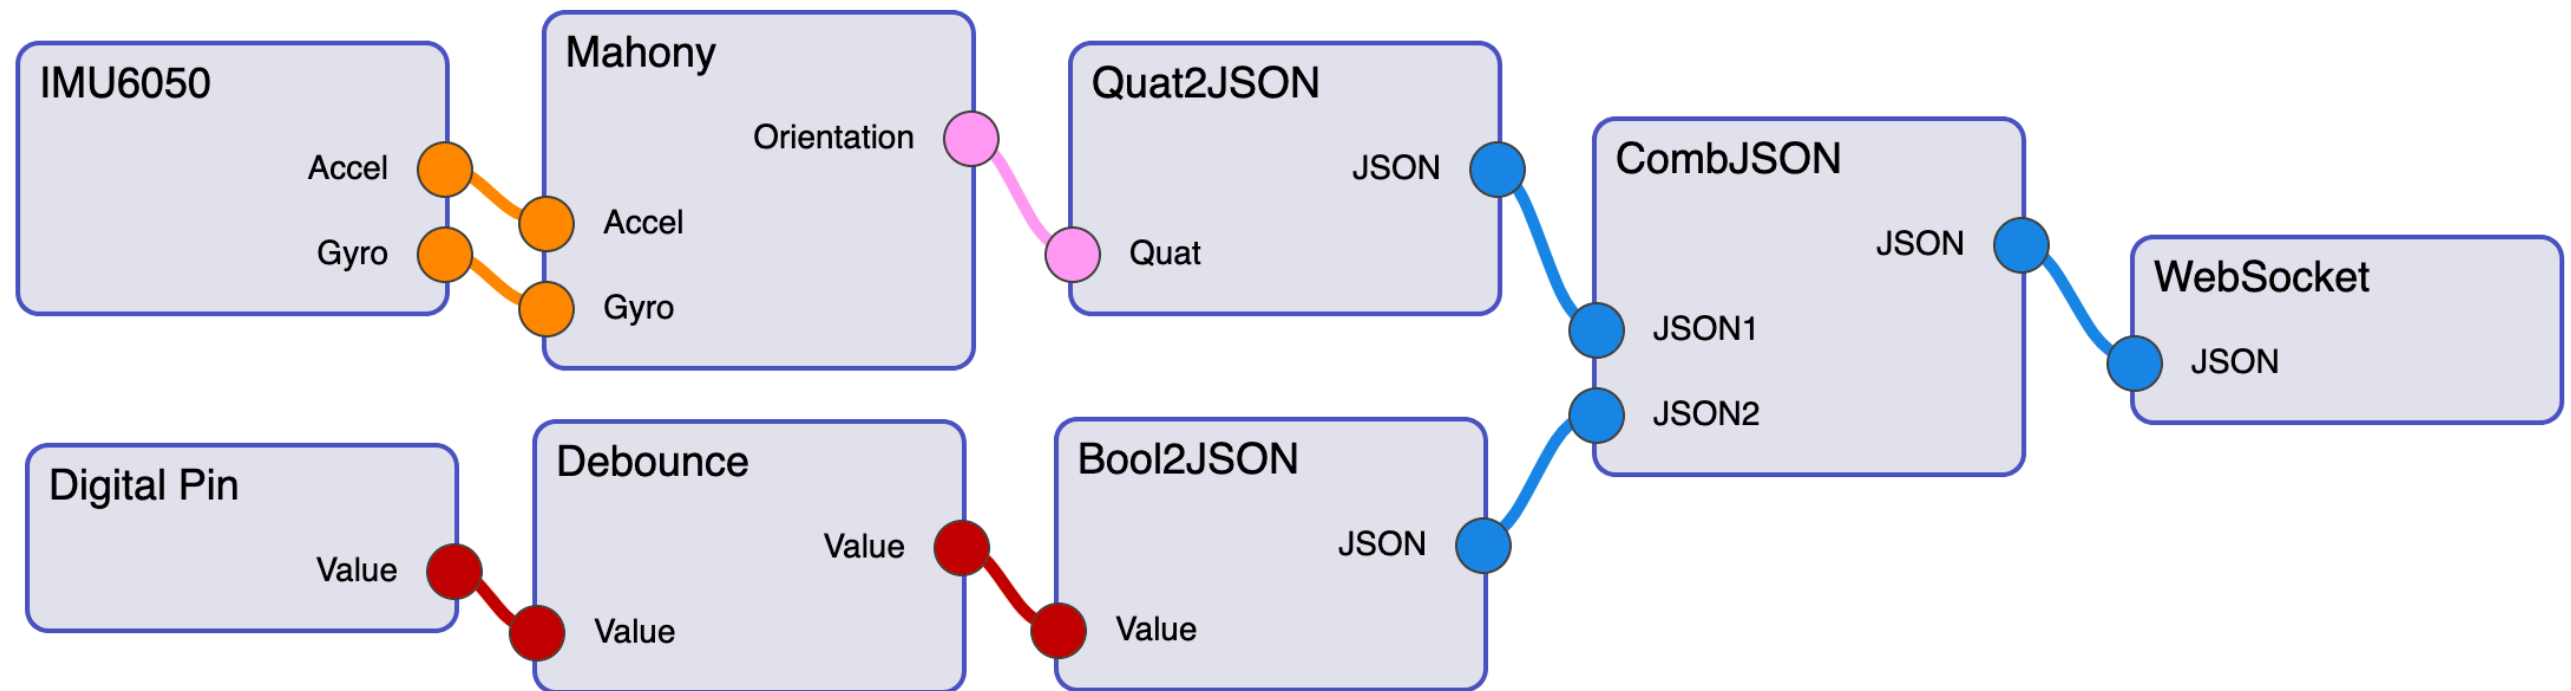 IMU6050
Accel
Gyro
Mahony
Orientation
Accel
Gyro
Quat2JSON
JSON
Quat
CombJSON
JSON
JSON1
JSON2
WebSocket
JSON
Digital Pin
Value
Debounce
Value
Value
Bool2JSON
JSON
Value